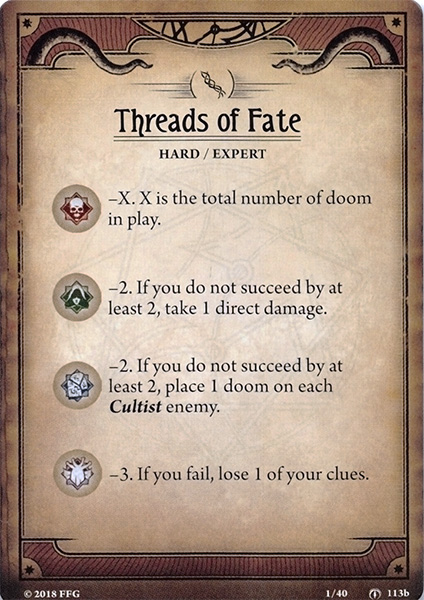 Threads of Fate
HARD / EXPERT
–X. X is the total number of doom
in play.
–2. If you do not succeed by at
least 2, take 1 direct damage.
–2. If you do not succeed by at
least 2, place 1 doom on each
Cultist enemy.
–3. If you fail, lose 1 of your clues.
© 2018 FFG
1/40
113b